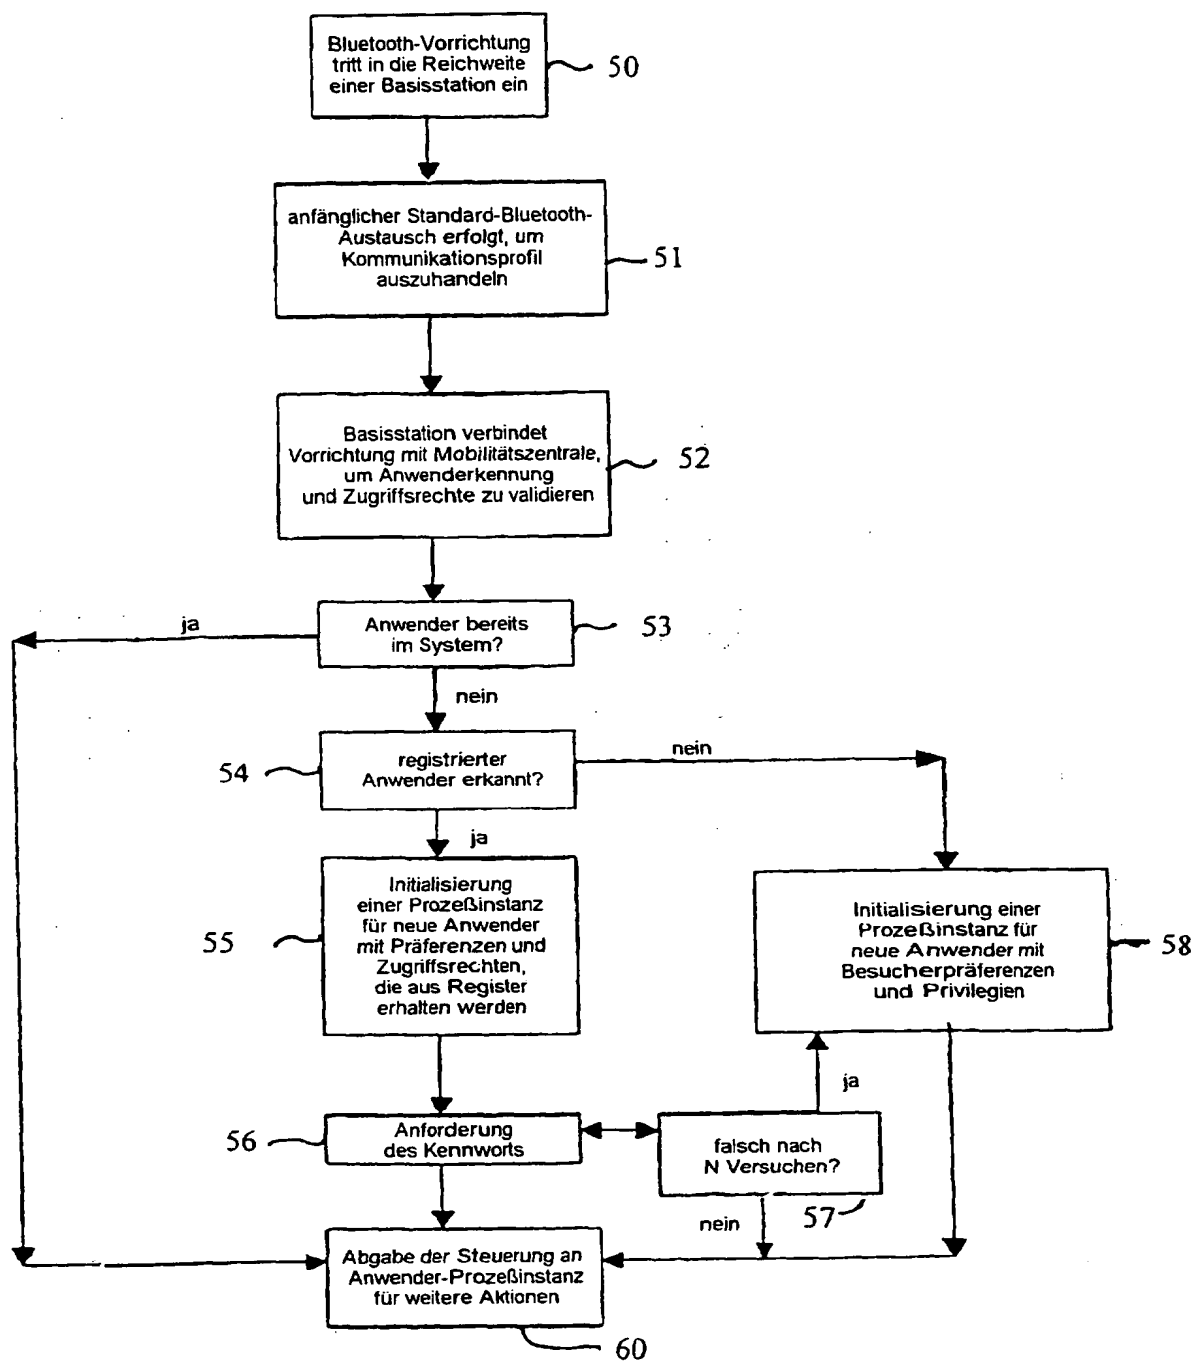 Bluetooth-Vorrichtung
tritt in die Reichweite
einer Basisstation ein
50
anfänglicher Standard-Bluetooth-
Austausch erfolgt, um
Kommunikationsprofil
auszuhandeln
51
Basisstation verbindet
Vorrichtung mit Mobilitätszentrale,
um Anwenderkennung
und Zugriffsrechte zu validieren
52
ja
Anwender bereits
im System?
53
nein
54
registrierter
Anwender erkannt?
nein
ja
55
Initialisierung
einer Prozeßinstanz
für neue Anwender
mit Präferenzen und
Zugriffsrechten,
die aus Register
erhalten werden
Initialisierung einer
Prozeßinstanz für
neue Anwender mit
Besucherpräferenzen
und Privilegien
58
ja
56
Anforderung
des Kennworts
falsch nach
N Versuchen?
57
nein
Abgabe der Steuerung an
Anwender-Prozeßinstanz
für weitere Aktionen
60